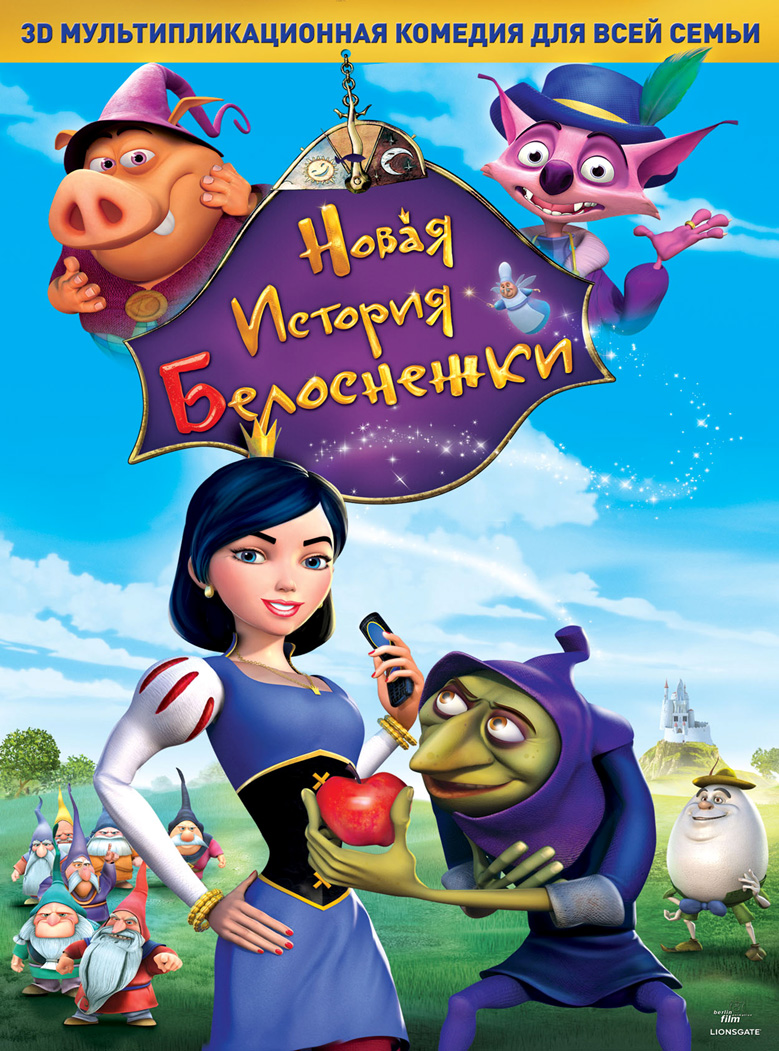 3D МУЛЬТИПЛИКАЦИОННАЯ КОМЕДИЯ ДЛЯ ВСЕЙ СЕМЬИ
Новая
История
Белоснежки
berlin
film
LIONSGATE